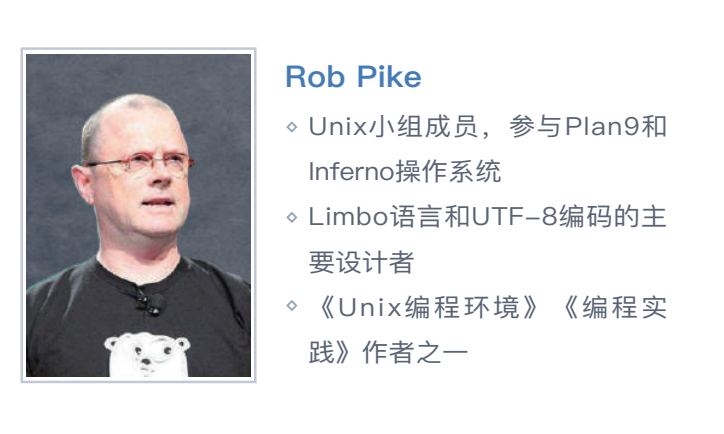 Rob Pike
Unix小组成员，参与Plan9和
Inferno操作系统
Limbo语言和UTF-8编码的主
要设计者
《Unix编程环境》《编程实
践》作者之一